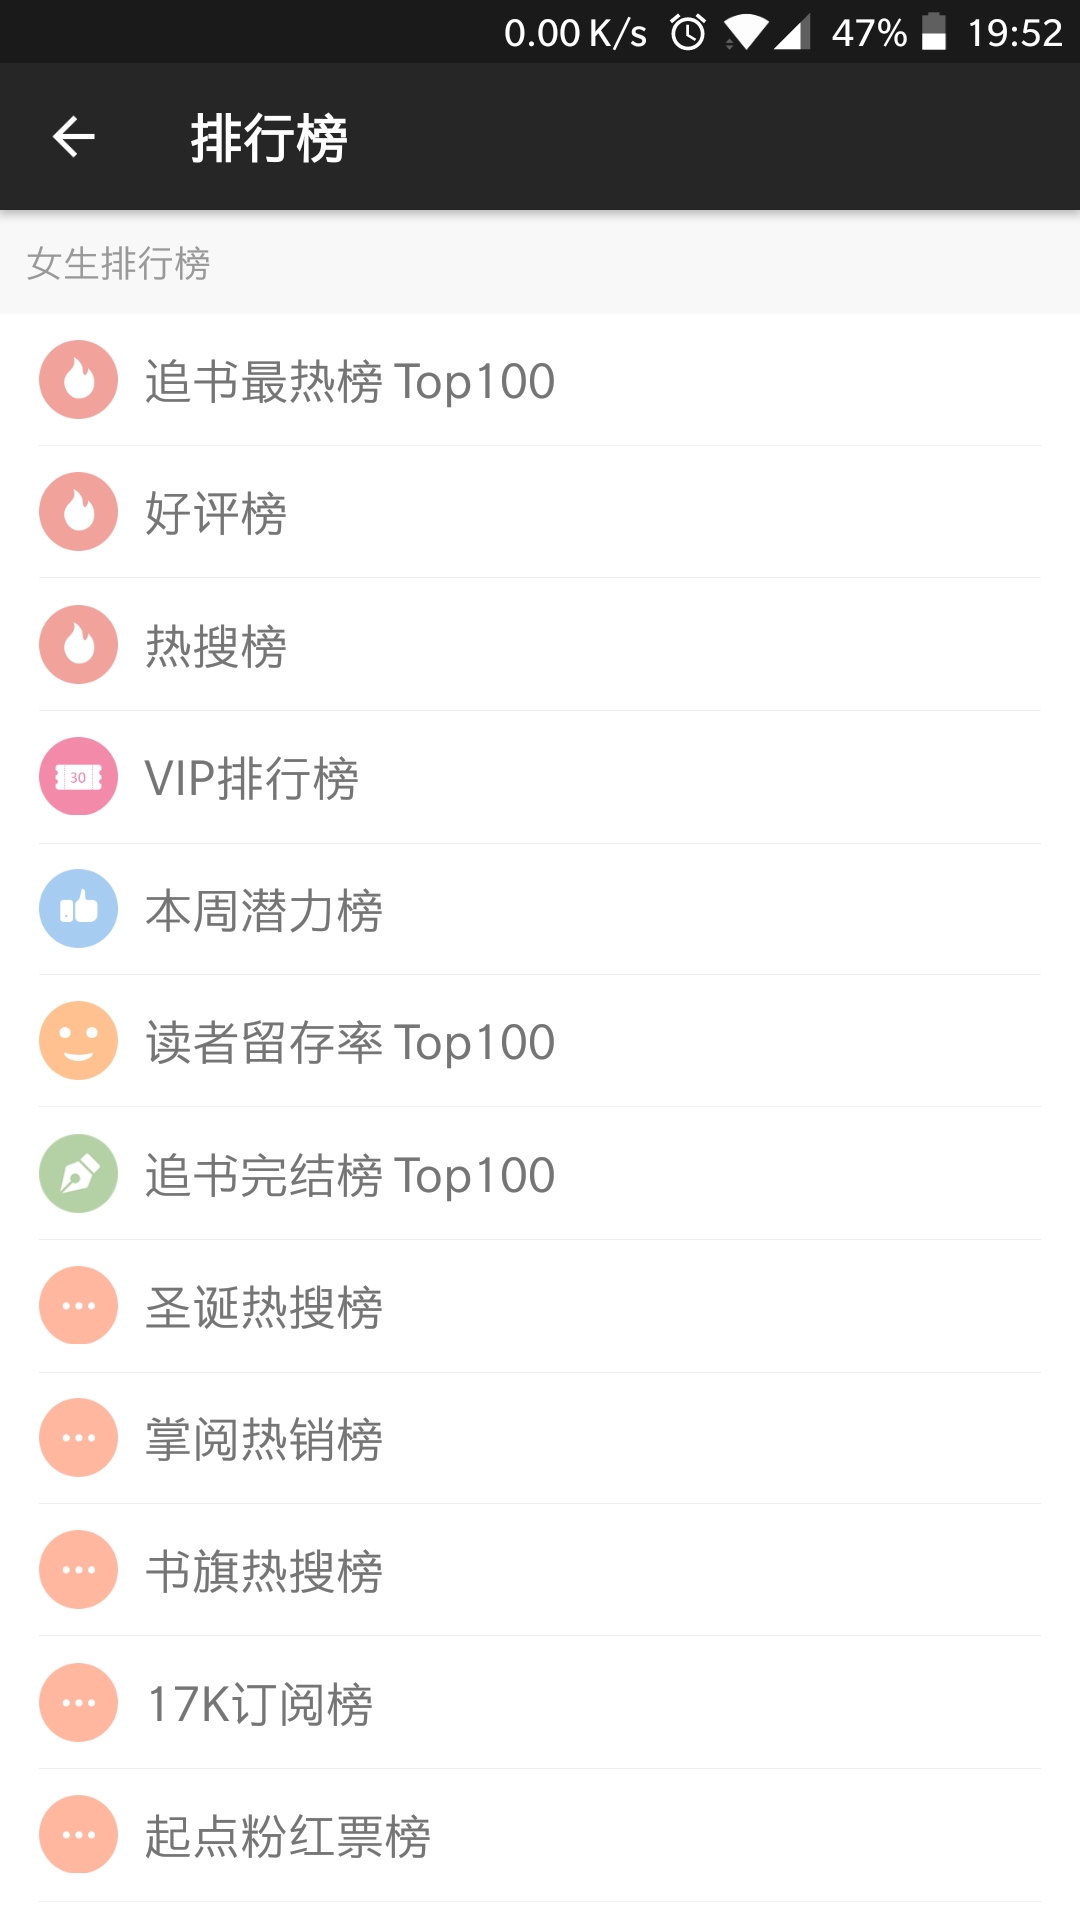 0.00 K/s 47% 19:52
排行榜
女生排行榜
追书最热榜 Top100
好评榜
热搜榜
30 VIP排行榜
本周潜力榜
读者留存率 Top100
追书完结榜 Top100
圣诞热搜榜
掌阅热销榜
书旗热搜榜
17K订阅榜
起点粉红票榜